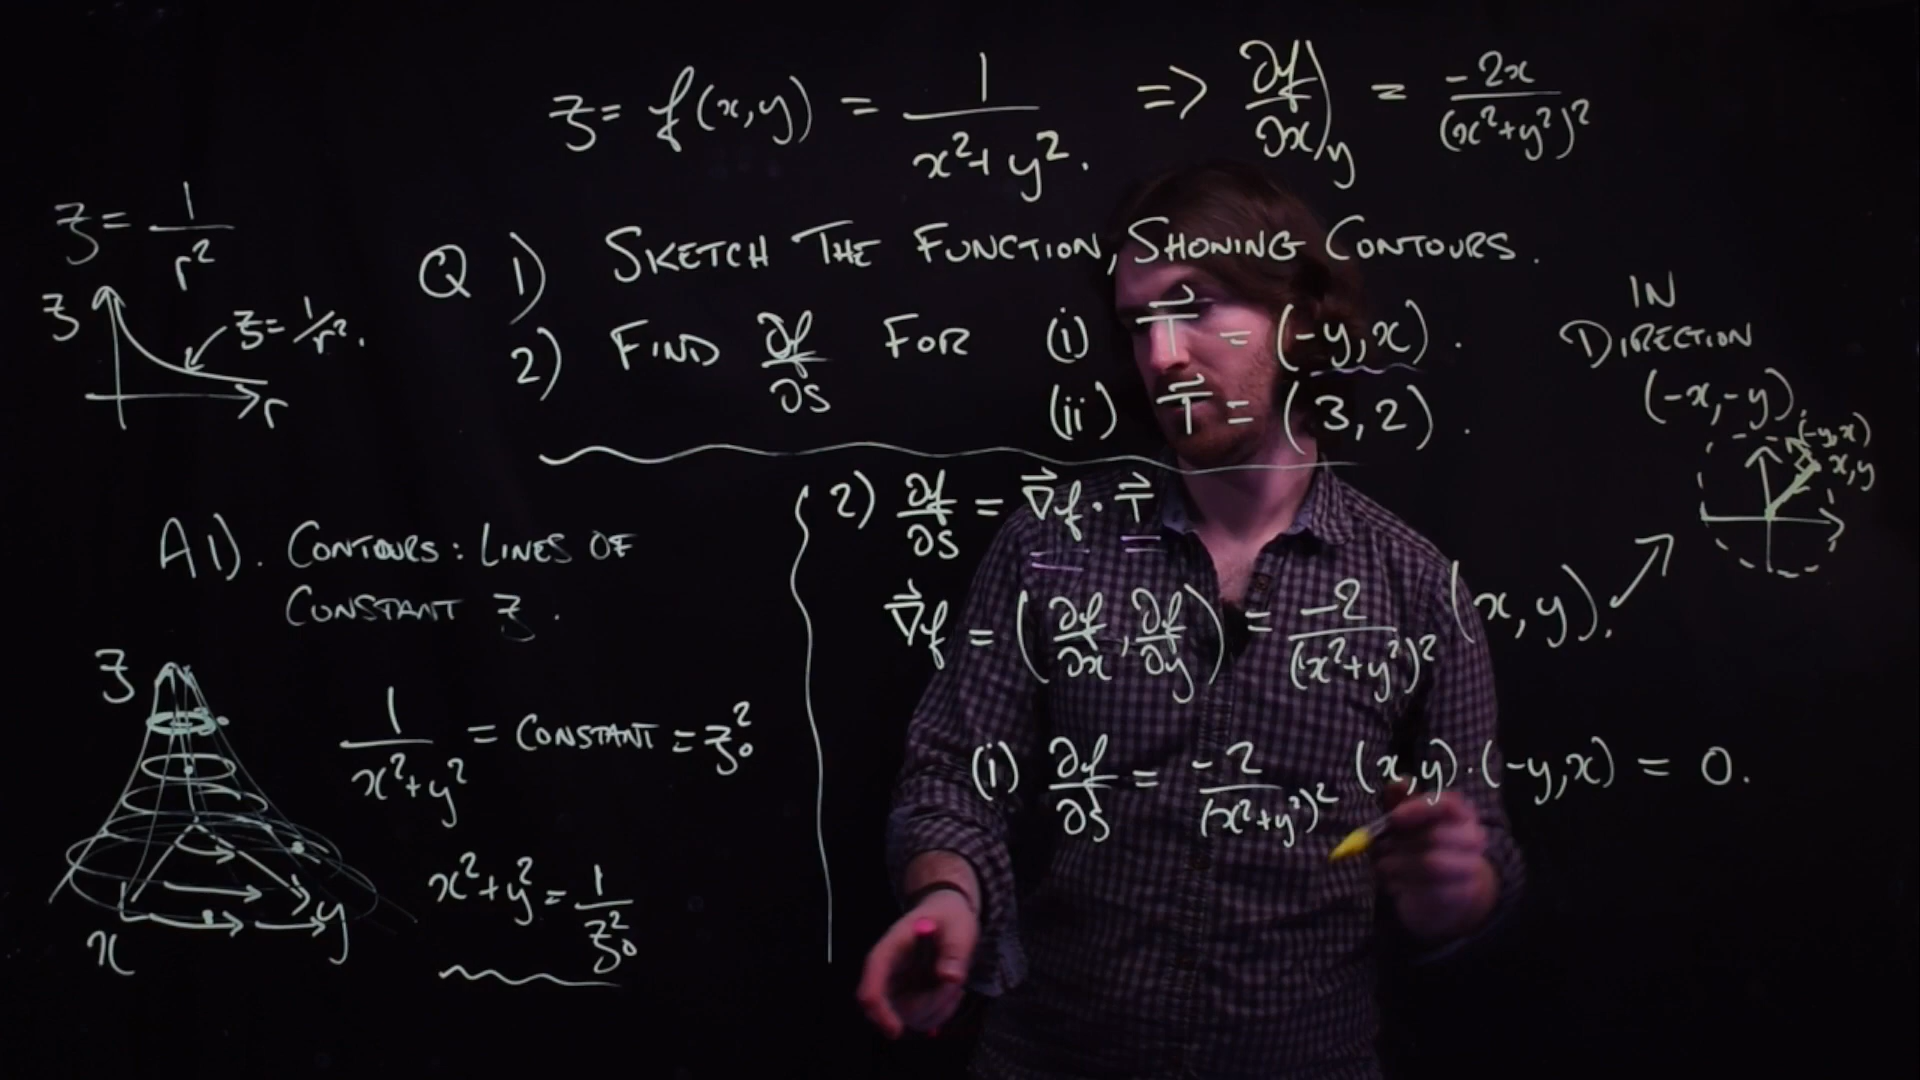 z = f(x,y) = 1/(x²+y²). => ∂f/∂x)y = -2x/(x²+y²)²
z = 1/r²
z
z = 1/r².
r
Q 1) SKETCH THE FUNCTION, SHOWING CONTOURS.
2) FIND ∂f/∂s FOR (i) T⃗ = (-y,x).
(ii) T⃗ = (3,2).
IN
DIRECTION
(-x,-y)
(-y,x)
x,y
A1). CONTOURS: LINES OF
CONSTANT z.
z
x
y
1/(x²+y²) = CONSTANT = z₀²
x²+y² = 1/z₀²
2) ∂f/∂s = ∇⃗f · T⃗
∇⃗f = (∂f/∂x, ∂f/∂y) = -2/(x²+y²)² (x,y).
(i) ∂f/∂s = -2/(x²+y²)² (x,y)·(-y,x) = 0.